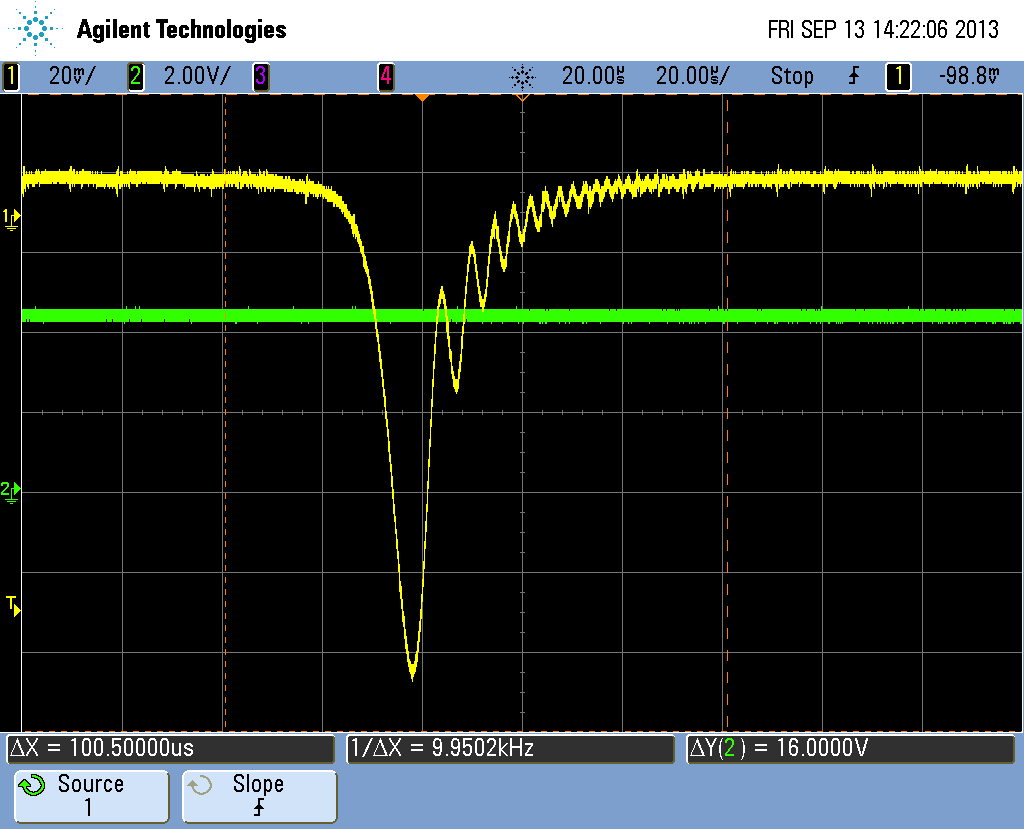 Agilent Technologies
FRI SEP 13 14:22:06 2013
1 20mV/ 2 2.00V/ 3 4 20.00us 20.00us/ Stop 1 -98.8mV
1
2
T
ΔX = 100.50000us
1/ΔX = 9.9502kHz
ΔY(2) = 16.0000V
Source
1
Slope